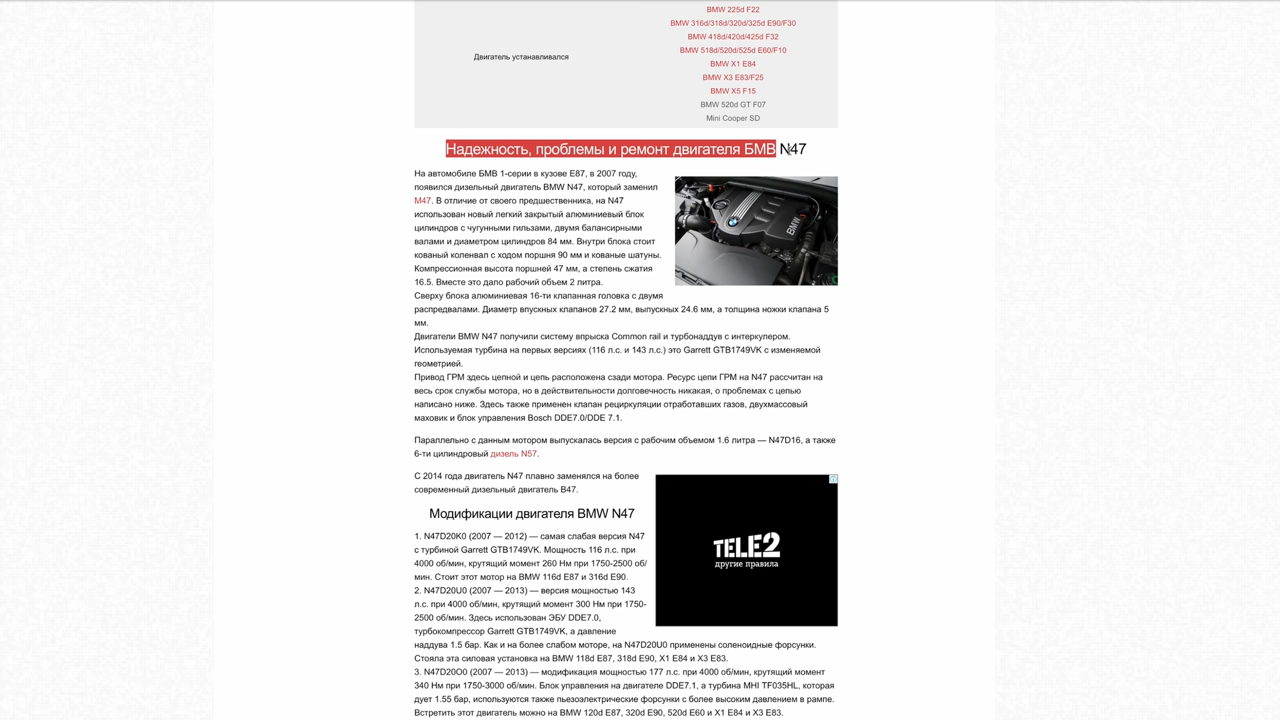 BMW 225d F22
BMW 316d/318d/320d/325d E90/F30
BMW 418d/420d/425d F32
BMW 518d/520d/525d E60/F10
Двигатель устанавливался
BMW X1 E84
BMW X3 E83/F25
BMW X5 F15
BMW 520d GT F07
Mini Cooper SD
Надежность, проблемы и ремонт двигателя БМВ N47
На автомобиле БМВ 1-серии в кузове E87, в 2007 году,
появился дизельный двигатель BMW N47, который заменил
M47. В отличие от своего предшественника, на N47
использован новый легкий закрытый алюминиевый блок
цилиндров с чугунными гильзами, двумя балансирными
валами и диаметром цилиндров 84 мм. Внутри блока стоит
кованый коленвал с ходом поршня 90 мм и кованые шатуны.
Компрессионная высота поршней 47 мм, а степень сжатия
16.5. Вместе это дало рабочий объем 2 литра.
Сверху блока алюминиевая 16-ти клапанная головка с двумя
распредвалами. Диаметр впускных клапанов 27.2 мм, выпускных 24.6 мм, а толщина ножки клапана 5
мм.
Двигатели BMW N47 получили систему впрыска Common rail и турбонаддув с интеркулером.
Используемая турбина на первых версиях (116 л.с. и 143 л.с.) это Garrett GTB1749VK с изменяемой
геометрией.
Привод ГРМ здесь цепной и цепь расположена сзади мотора. Ресурс цепи ГРМ на N47 рассчитан на
весь срок службы мотора, но в действительности долговечность никакая, о проблемах с цепью
написано ниже. Здесь также применен клапан рециркуляции отработавших газов, двухмассовый
маховик и блок управления Bosch DDE7.0/DDE 7.1.
Параллельно с данным мотором выпускалась версия с рабочим объемом 1.6 литра — N47D16, а также
6-ти цилиндровый дизель N57.
С 2014 года двигатель N47 плавно заменялся на более
современный дизельный двигатель B47.
Модификации двигателя BMW N47
1. N47D20K0 (2007 — 2012) — самая слабая версия N47
с турбиной Garrett GTB1749VK. Мощность 116 л.с. при
4000 об/мин, крутящий момент 260 Нм при 1750-2500 об/
мин. Стоит этот мотор на BMW 116d E87 и 316d E90.
2. N47D20U0 (2007 — 2013) — версия мощностью 143
л.с. при 4000 об/мин, крутящий момент 300 Нм при 1750-
2500 об/мин. Здесь использован ЭБУ DDE7.0,
турбокомпрессор Garrett GTB1749VK, а давление
наддува 1.5 бар. Как и на более слабом моторе, на N47D20U0 применены соленоидные форсунки.
Стояла эта силовая установка на BMW 118d E87, 318d E90, X1 E84 и X3 E83.
3. N47D20O0 (2007 — 2013) — модификация мощностью 177 л.с. при 4000 об/мин, крутящий момент
340 Нм при 1750-3000 об/мин. Блок управления на двигателе DDE7.1, а турбина MHI TF035HL, которая
дует 1.55 бар, используются также пьезоэлектрические форсунки с более высоким давлением в рампе.
Встретить этот двигатель можно на BMW 120d E87, 320d E90, 520d E60 и X1 E84 и X3 E83.
BMW
TELE2
другие правила